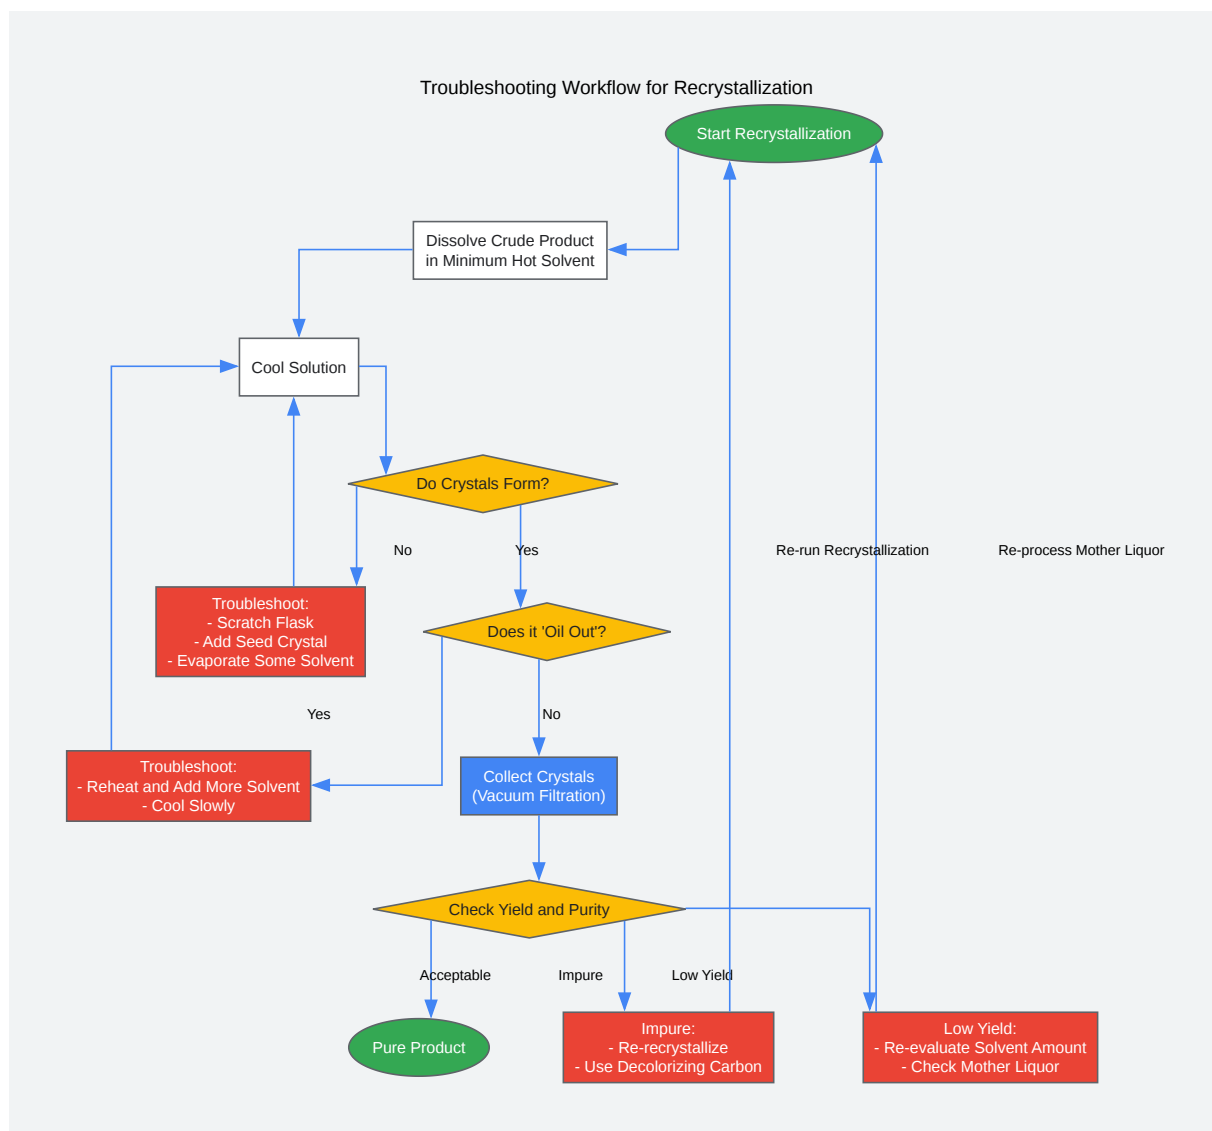 Troubleshooting Workflow for Recrystallization
Start Recrystallization
Dissolve Crude Product
in Minimum Hot Solvent
Cool Solution
Do Crystals Form?
No
Yes
Re-run Recrystallization
Re-process Mother Liquor
Troubleshoot:
- Scratch Flask
- Add Seed Crystal
- Evaporate Some Solvent
Does it 'Oil Out'?
Yes
No
Troubleshoot:
- Reheat and Add More Solvent
- Cool Slowly
Collect Crystals
(Vacuum Filtration)
Check Yield and Purity
Acceptable
Impure
Low Yield
Pure Product
Impure:
- Re-recrystallize
- Use Decolorizing Carbon
Low Yield:
- Re-evaluate Solvent Amount
- Check Mother Liquor